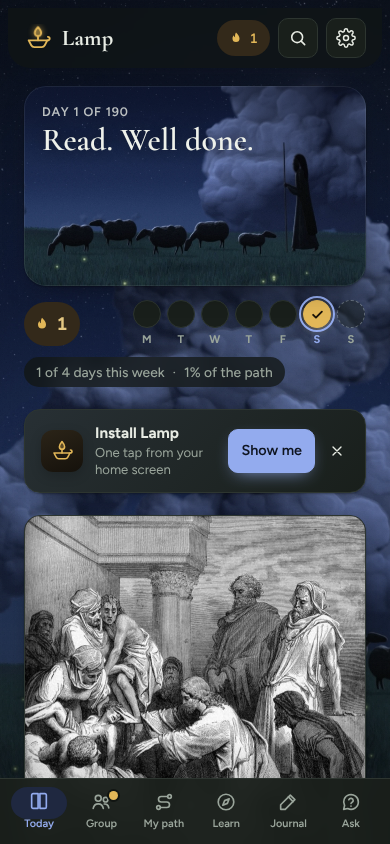 Lamp
1
DAY 1 OF 190
Read. Well done.
1
M T W T F S S
1 of 4 days this week · 1% of the path
Install Lamp
One tap from your
home screen
Show me
Today Group My path Learn Journal Ask